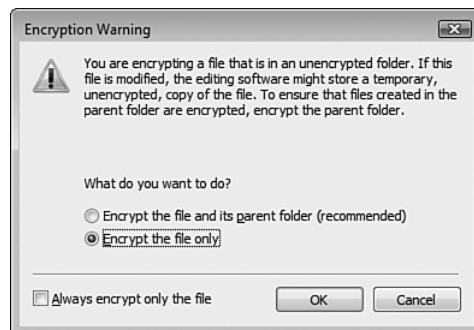 Encryption Warning
You are encrypting a file that is in an unencrypted folder. If this
file is modified, the editing software might store a temporary,
unencrypted, copy of the file. To ensure that files created in the
parent folder are encrypted, encrypt the parent folder.
What do you want to do?
Encrypt the file and its parent folder (recommended)
Encrypt the file only
Always encrypt only the file
OK
Cancel